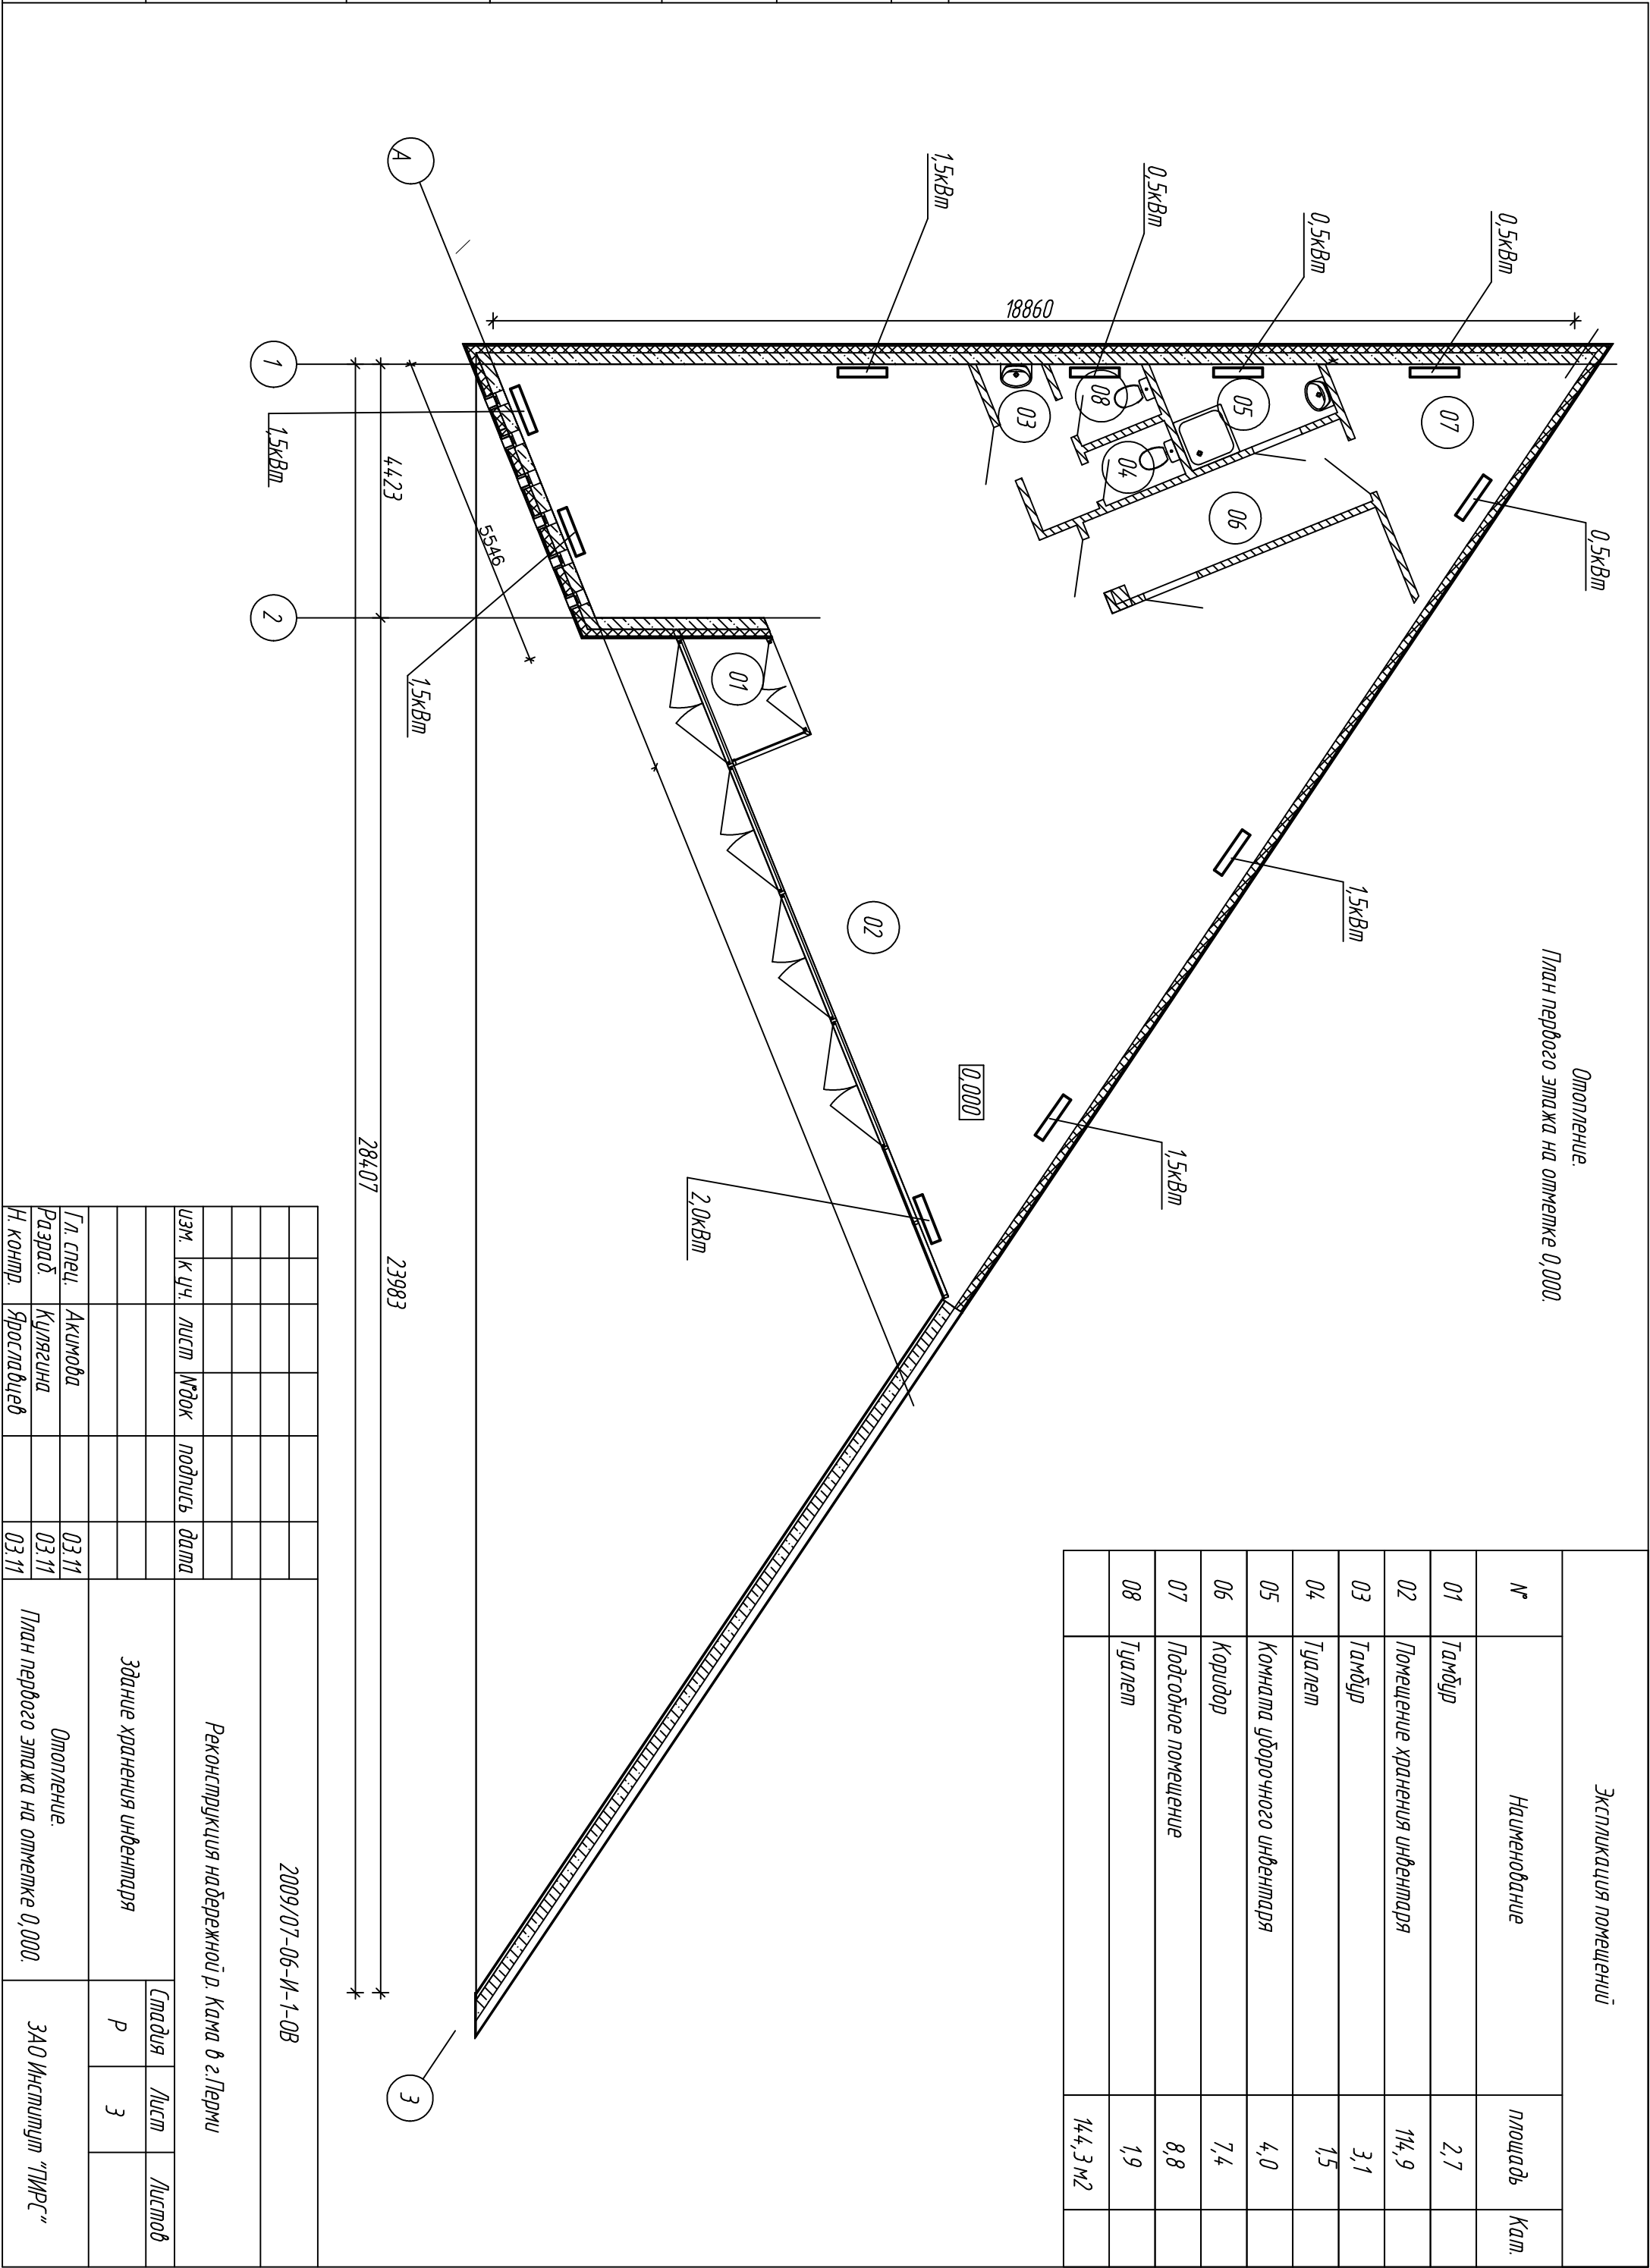 Отопление.
План первого этажа на отметке 0,000.
Экспликация помещений
N° Наименование площадь Кат.
01 Тамбур 2,7
02 Помещение хранения инвентаря 114,9
03 Тамбур 3,1
04 Туалет 1,5
05 Комната уборочного инвентаря 4,0
06 Коридор 7,4
07 Подсобное помещение 8,8
08 Туалет 1,9
144,3 м2
0,5кВт
0,5кВт
0,5кВт
0,5кВт
1,5кВт
1,5кВт
1,5кВт
1,5кВт
1,5кВт
2,0кВт
07
05
08
03
04
06
01
02
0,000
18860
4423
5546
28407
23983
А
1
2
3
2009/07-06-И-1-ОВ
Реконструкция набережной р. Кама в г.Перми
изм. к уч. лист N°док подпись дата
Здание хранения инвентаря
Стадия Лист Листов
Р 3
Гл. спец. Акимова 03.11
Разраб. Кулягина 03.11
Н. контр. Ярославцев 03.11
Отопление.
План первого этажа на отметке 0,000.
ЗАО Институт "ПИРС"